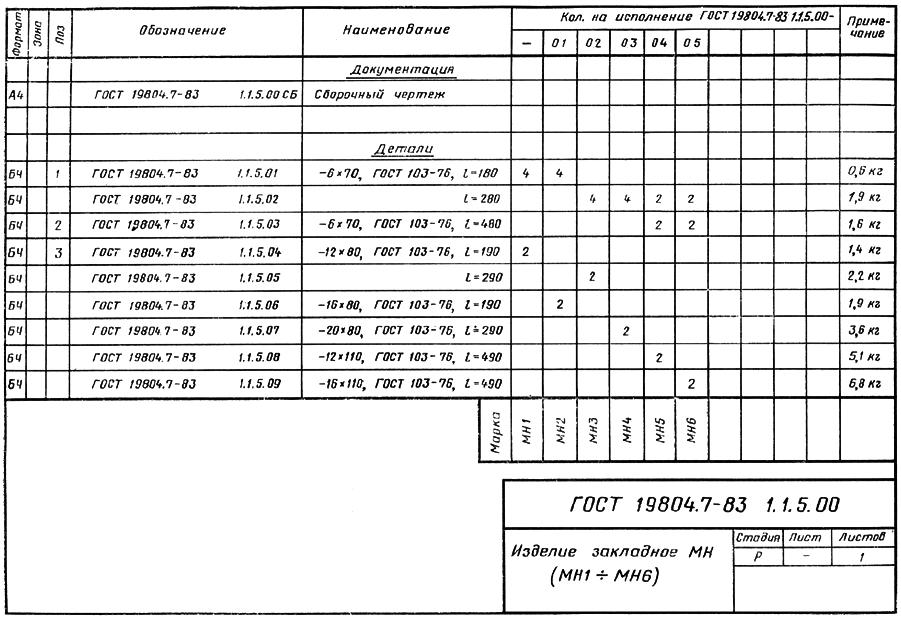 Формат Зона Поз Обозначение Наименование Кол. на исполнение ГОСТ 19804.7-83 1.1.5.00- Приме-
чание
– 01 02 03 04 05
Документация
А4 ГОСТ 19804.7-83 1.1.5.00 СБ Сборочный чертеж
Детали
БЧ 1 ГОСТ 19804.7-83 1.1.5.01 -6×70, ГОСТ 103-76, l=180 4 4 0,6 кг
БЧ ГОСТ 19804.7-83 1.1.5.02 l=280 4 4 2 2 1,9 кг
БЧ 2 ГОСТ 19804.7-83 1.1.5.03 -6×70, ГОСТ 103-76, l=480 2 2 1,6 кг
БЧ 3 ГОСТ 19804.7-83 1.1.5.04 -12×80, ГОСТ 103-76, l=190 2 1,4 кг
БЧ ГОСТ 19804.7-83 1.1.5.05 l=290 2 2,2 кг
БЧ ГОСТ 19804.7-83 1.1.5.06 -16×80, ГОСТ 103-76, l=190 2 1,9 кг
БЧ ГОСТ 19804.7-83 1.1.5.07 -20×80, ГОСТ 103-76, l=290 2 3,6 кг
БЧ ГОСТ 19804.7-83 1.1.5.08 -12×110, ГОСТ 103-76, l=490 2 5,1 кг
БЧ ГОСТ 19804.7-83 1.1.5.09 -16×110, ГОСТ 103-76, l=490 2 6,8 кг
Марка МН1 МН2 МН3 МН4 МН5 МН6
ГОСТ 19804.7-83 1.1.5.00
Изделие закладное МН
(МН1 ÷ МН6)
Стадия Лист Листов
Р – 1